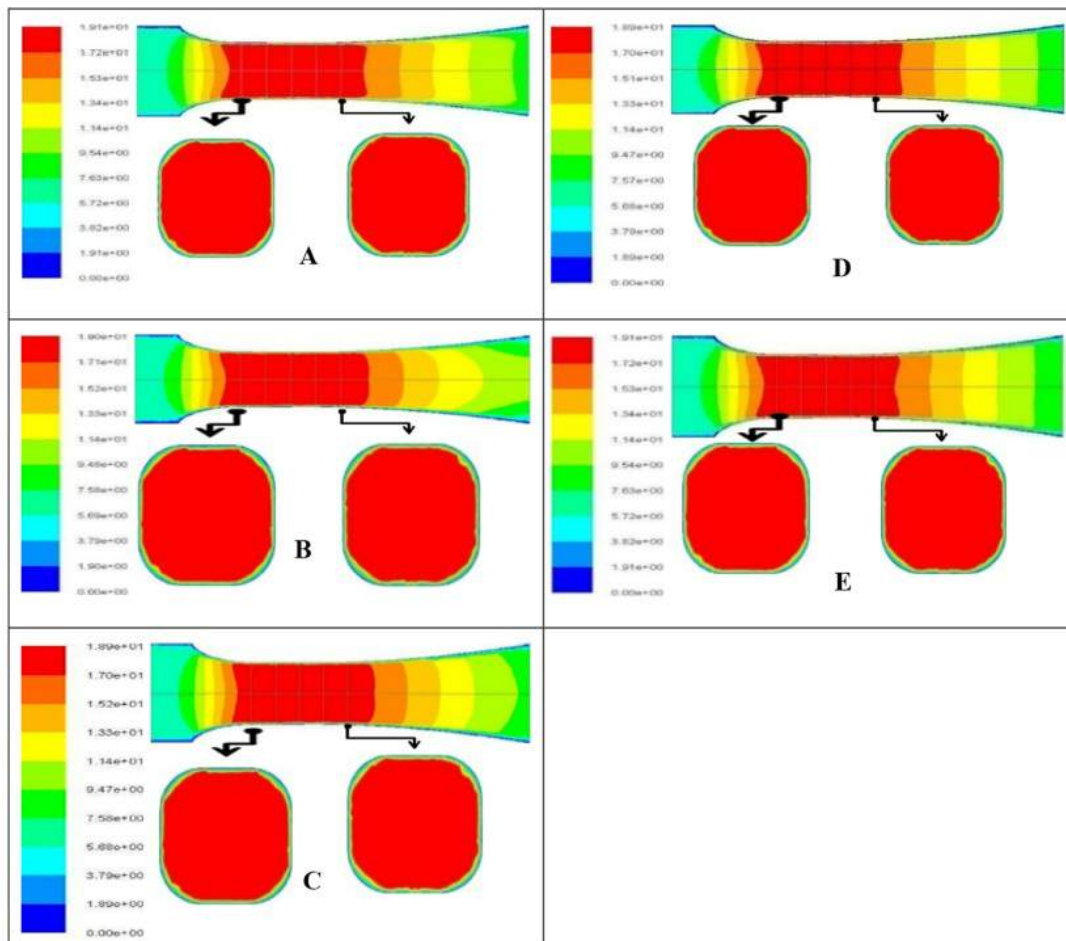 1.91e+01
1.72e+01
1.53e+01
1.34e+01
1.14e+01
9.54e+00
7.63e+00
5.72e+00
3.82e+00
1.91e+00
0.00e+00
A
1.89e+01
1.70e+01
1.51e+01
1.33e+01
1.14e+01
9.47e+00
7.57e+00
5.68e+00
3.79e+00
1.89e+00
0.00e+00
D
1.90e+01
1.71e+01
1.52e+01
1.33e+01
1.14e+01
9.48e+00
7.58e+00
5.69e+00
3.79e+00
1.90e+00
0.00e+00
B
1.91e+01
1.72e+01
1.53e+01
1.34e+01
1.14e+01
9.54e+00
7.63e+00
5.72e+00
3.82e+00
1.91e+00
0.00e+00
E
1.89e+01
1.70e+01
1.52e+01
1.33e+01
1.14e+01
9.47e+00
7.58e+00
5.68e+00
3.79e+00
1.89e+00
0.00e+00
C